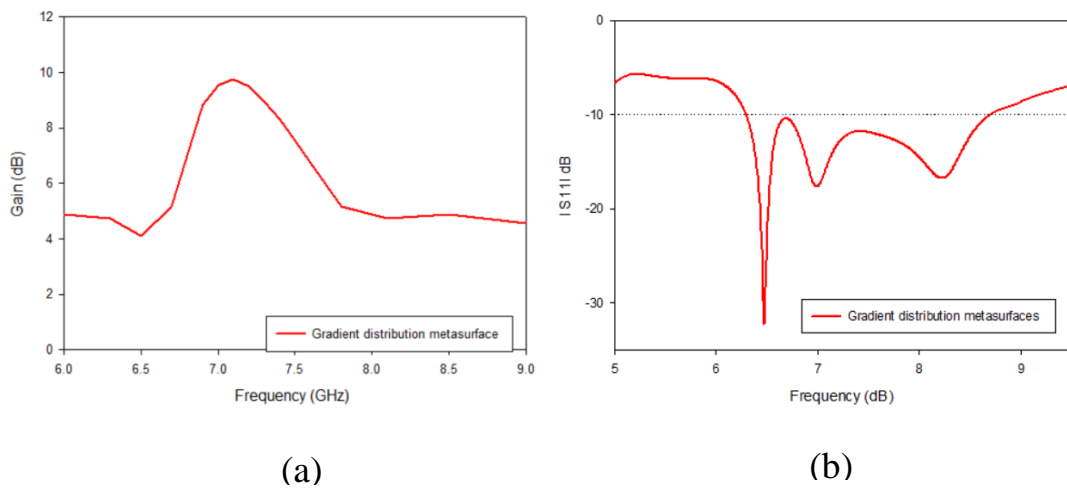 12
10
8
6
4
2
0
Gain (dB)
6.0 6.5 7.0 7.5 8.0 8.5 9.0
Frequency (GHz)
Gradient distribution metasurface
(a)
0
-10
-20
-30
| S11| dB
5 6 7 8 9
Frequency (dB)
Gradient distribution metasurfaces
(b)